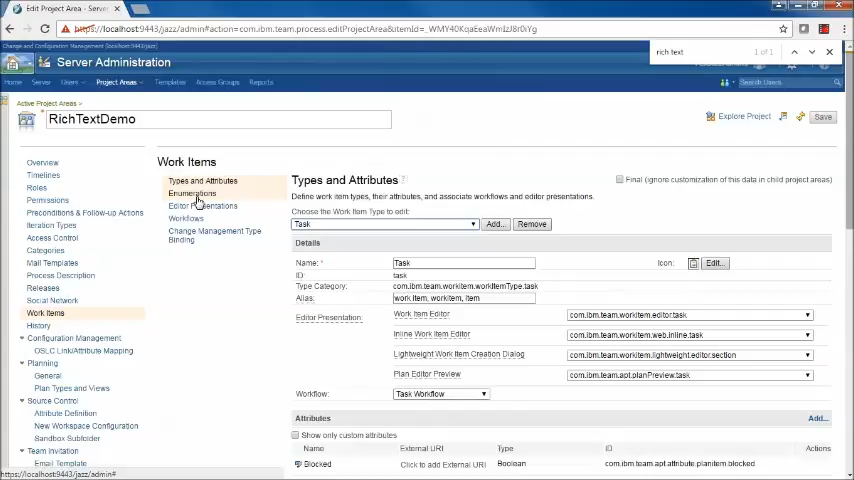 Edit Project Area - Server
https://localhost:9443/jazz/admin#action=com.ibm.team.process.editProjectArea&itemId=_WMY40KqaEeaWmIzJ8r0iYg
Change and Configuration Management (localhost:9443/jazz)
rich text 1 of 1
Server Administration
Home Server Users Project Areas Templates Access Groups Reports Search Users
Active Project Areas >
RichTextDemo
Explore Project Save
Overview
Timelines
Roles
Permissions
Preconditions & Follow-up Actions
Iteration Types
Access Control
Categories
Mail Templates
Process Description
Releases
Social Network
Work Items
History
Configuration Management
OSLC Link/Attribute Mapping
Planning
General
Plan Types and Views
Source Control
Attribute Definition
New Workspace Configuration
Sandbox Subfolder
Team Invitation
Email Template
Work Items
Types and Attributes
Enumerations
Editor Presentations
Workflows
Change Management Type
Binding
Types and Attributes ?
Final (ignore customization of this data in child project areas)
Define work item types, their attributes, and associate workflows and editor presentations.
Choose the Work Item Type to edit:
Task Add... Remove
Details
Name: * Task Icon: Edit...
ID: task
Type Category: com.ibm.team.workitem.workItemType.task
Alias: work item, workitem, item
Editor Presentation: Work Item Editor com.ibm.team.workitem.editor.task
Inline Work Item Editor com.ibm.team.workitem.web.inline.task
Lightweight Work Item Creation Dialog com.ibm.team.workitem.lightweight.editor.section
Plan Editor Preview com.ibm.team.apt.planPreview.task
Workflow: Task Workflow
Attributes Add...
Show only custom attributes
Name External URI Type ID Actions
Blocked Click to add External URI Boolean com.ibm.team.apt.attribute.planitem.blocked
https://localhost:9443/jazz/admin#